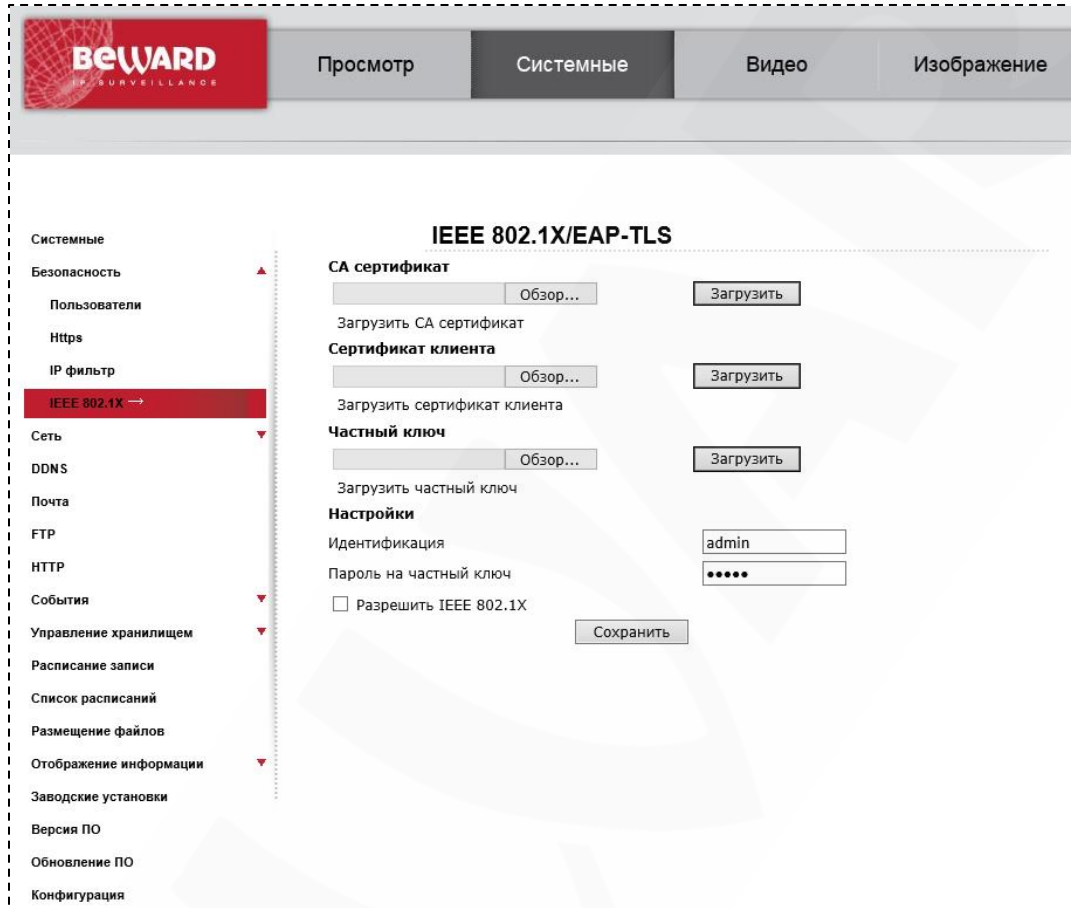 BEWARD
IP SURVEILLANCE
Просмотр
Системные
Видео
Изображение
Системные
Безопасность
Пользователи
Https
IP фильтр
IEEE 802.1X →
Сеть
DDNS
Почта
FTP
HTTP
События
Управление хранилищем
Расписание записи
Список расписаний
Размещение файлов
Отображение информации
Заводские установки
Версия ПО
Обновление ПО
Конфигурация
IEEE 802.1X/EAP-TLS
CA сертификат
Обзор... Загрузить
Загрузить CA сертификат
Сертификат клиента
Обзор... Загрузить
Загрузить сертификат клиента
Частный ключ
Обзор... Загрузить
Загрузить частный ключ
Настройки
Идентификация admin
Пароль на частный ключ •••••
Разрешить IEEE 802.1X
Сохранить